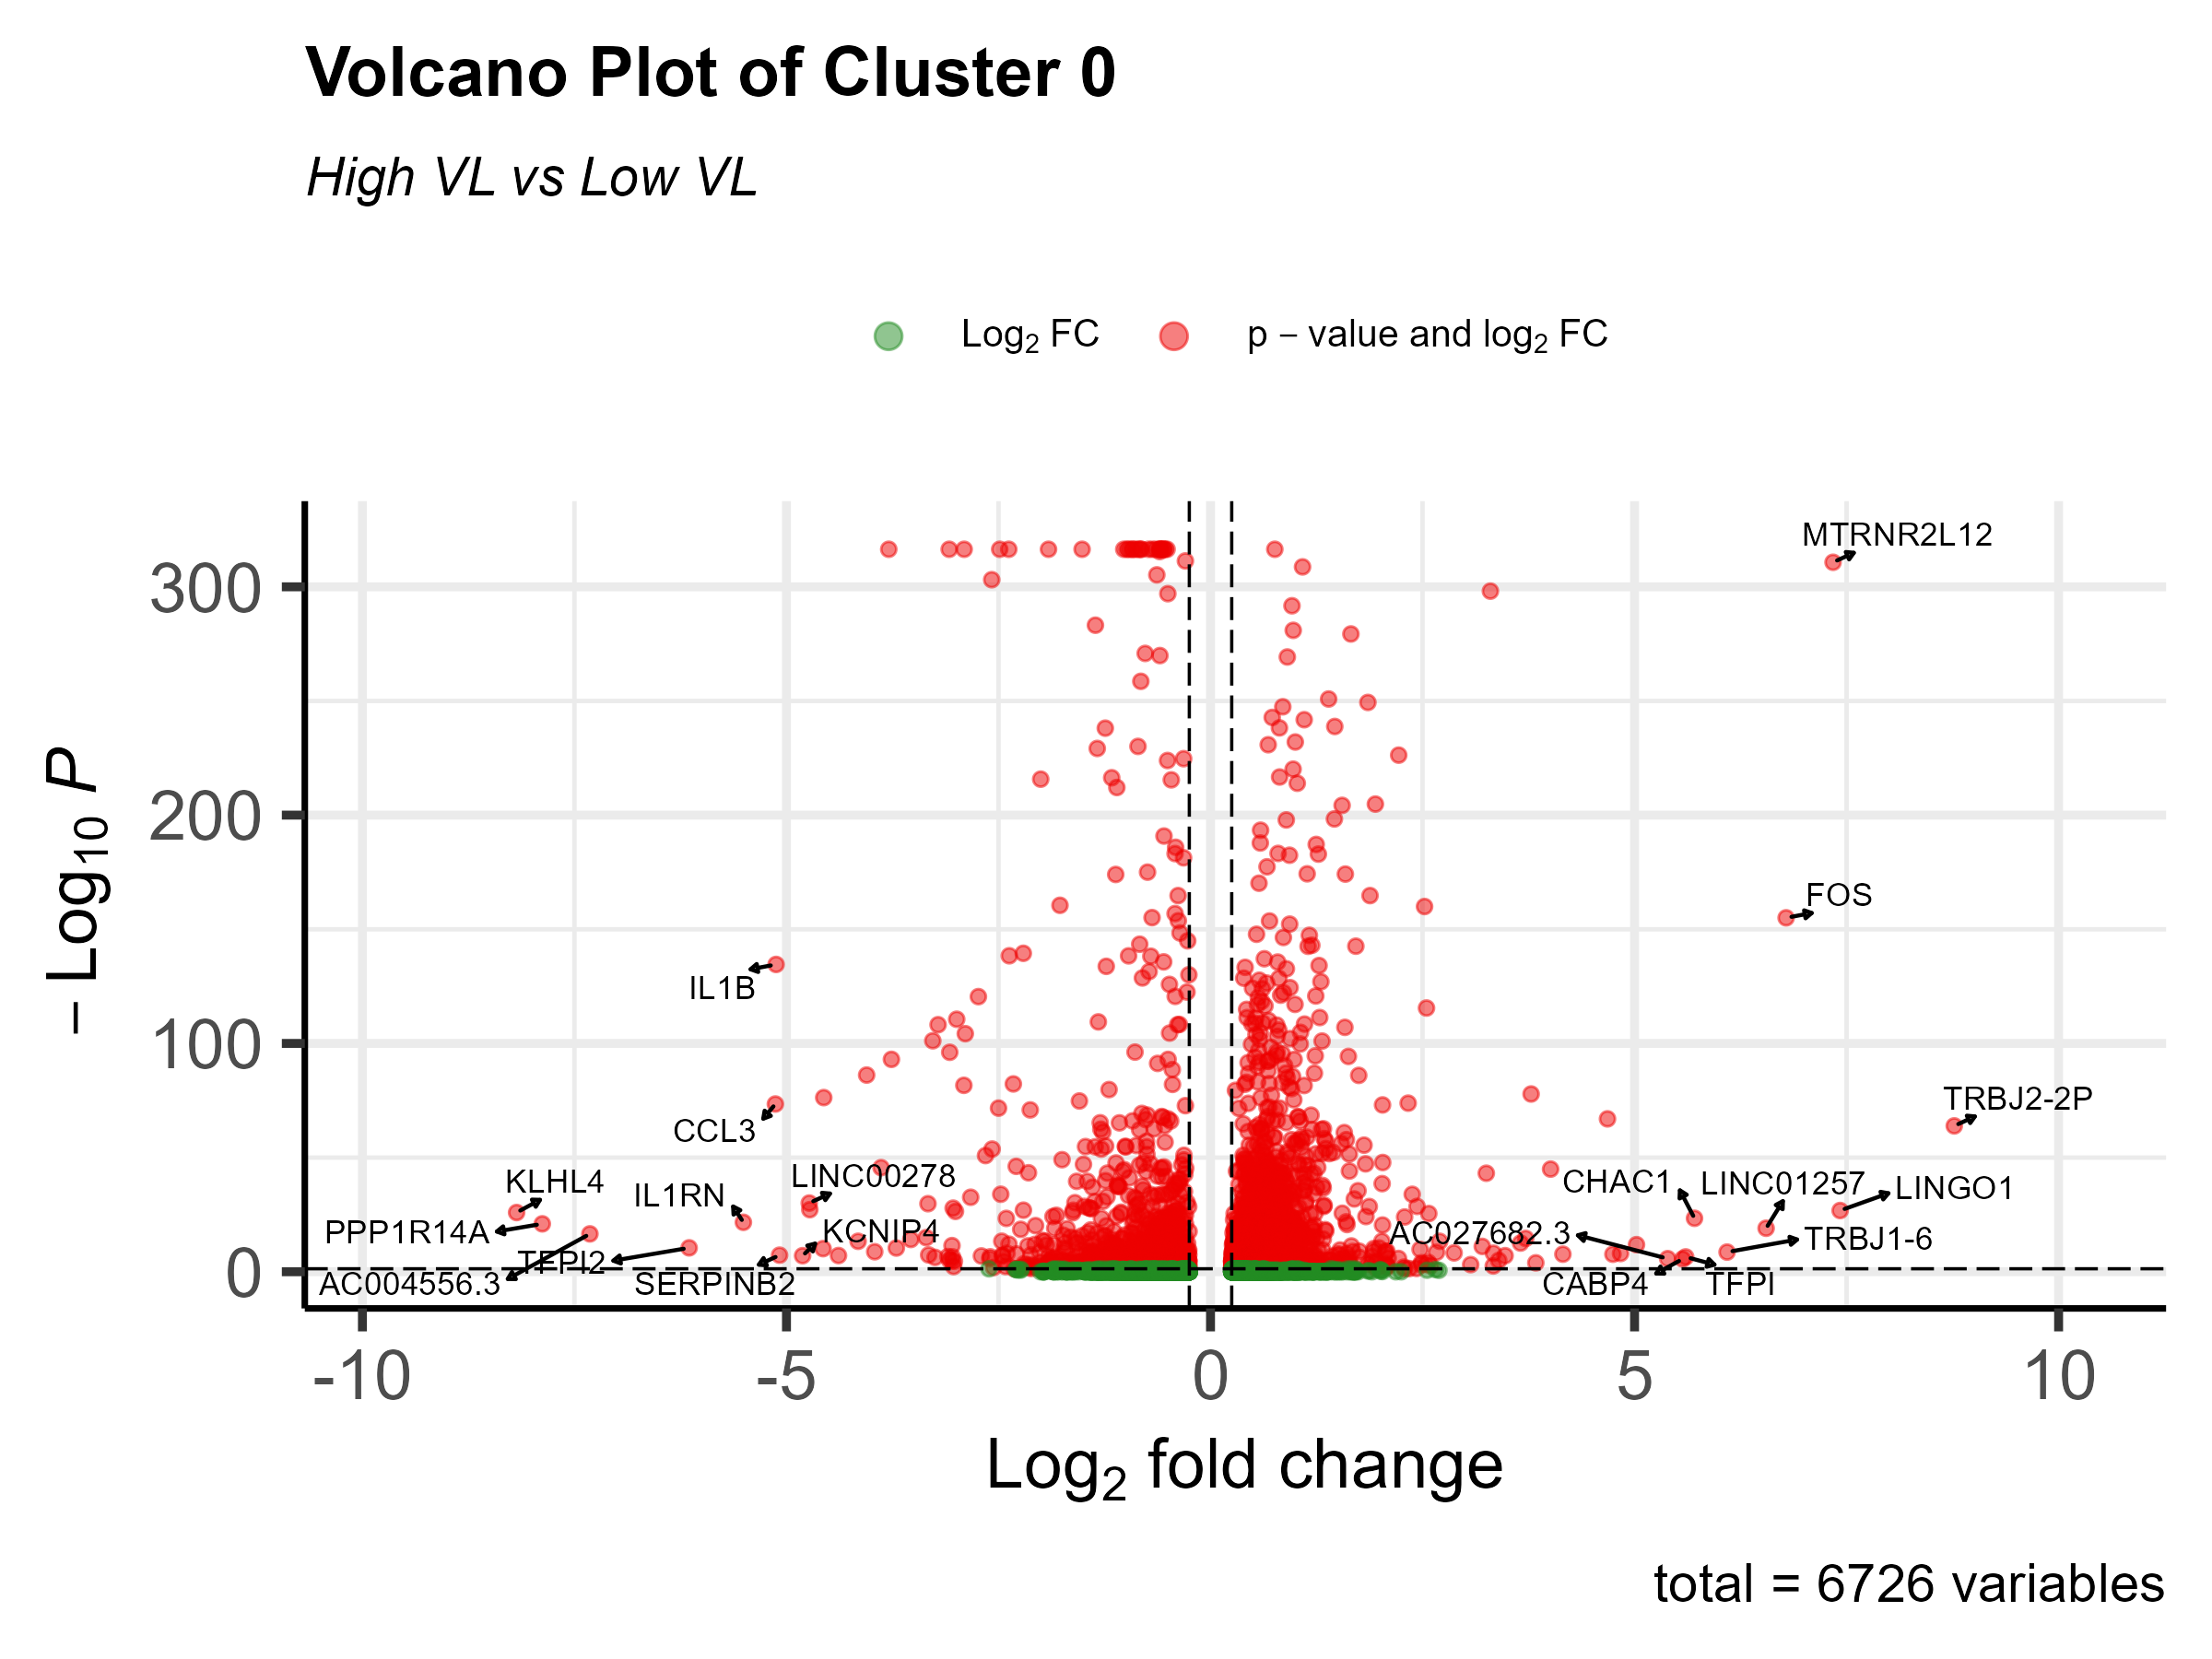 Volcano Plot of Cluster 0
High VL vs Low VL
Log₂ FC
p – value and log₂ FC
– Log₁₀ P
300
200
100
0
MTRNR2L12
FOS
IL1B
TRBJ2-2P
CCL3
KLHL4
IL1RN
LINC00278
CHAC1
LINC01257
LINGO1
PPP1R14A
KCNIP4
AC027682.3
TRBJ1-6
TFPI2
AC004556.3
SERPINB2
CABP4
TFPI
-10
-5
0
5
10
Log₂ fold change
total = 6726 variables